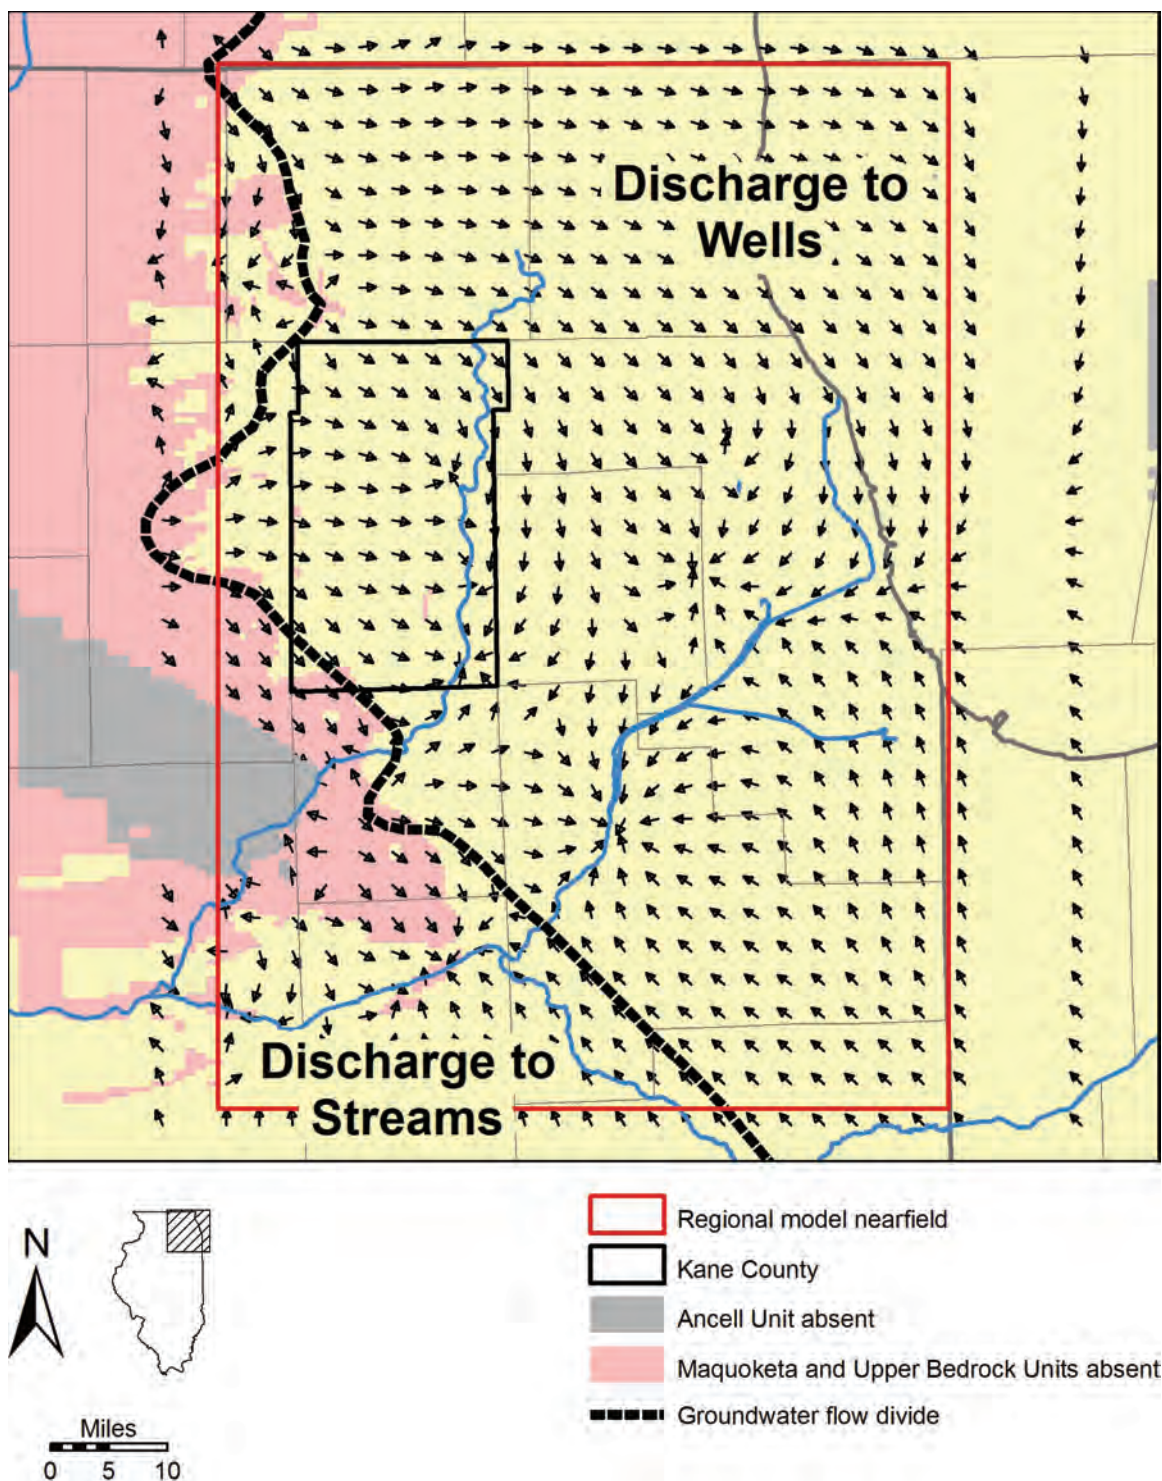 Discharge to
Wells
Discharge to
Streams
N
Miles
0 5 10
Regional model nearfield
Kane County
Ancell Unit absent
Maquoketa and Upper Bedrock Units absent
Groundwater flow divide